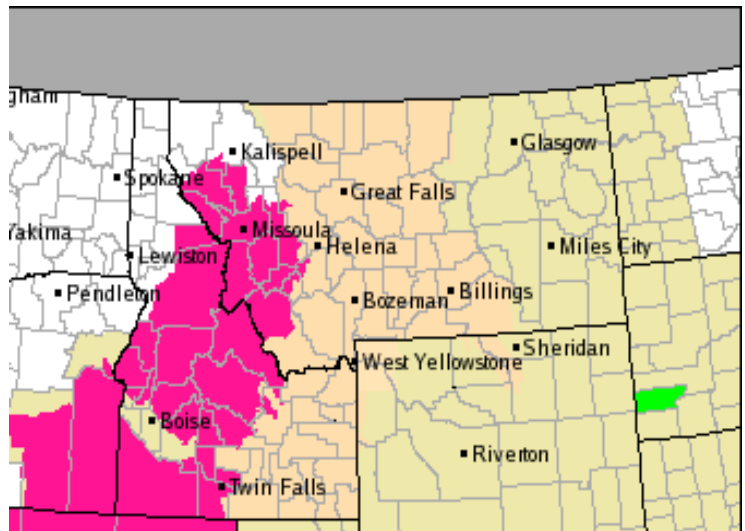 Kalispell
Glasgow
Spokane
Great Falls
Missoula
Helena
Miles City
Lewiston
Pendleton
Bozeman
Billings
West Yellowstone
Sheridan
Boise
Riverton
Twin Falls